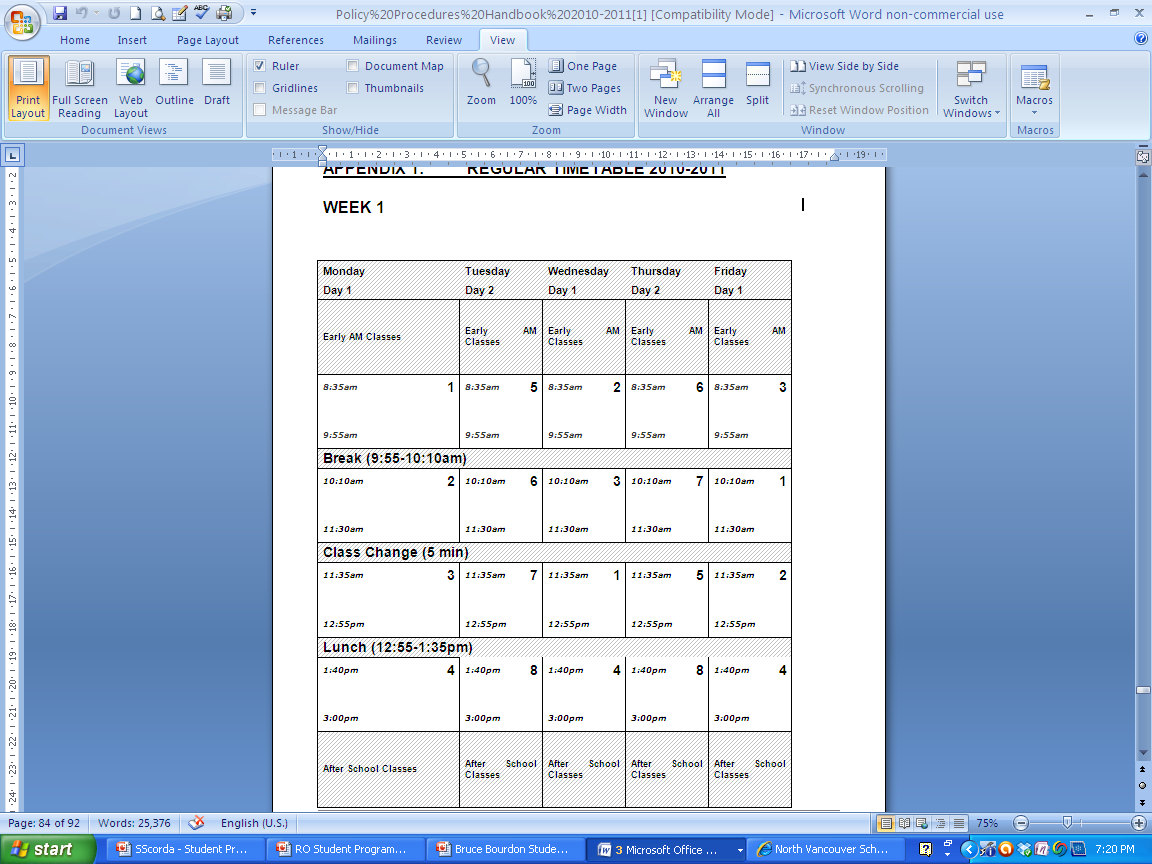 Policy%20Procedures%20Handbook%202010-2011[1] [Compatibility Mode] - Microsoft Word non-commercial use
Home Insert Page Layout References Mailings Review View
Print Layout Full Screen Reading Web Layout Outline Draft
Document Views
Ruler Document Map
Gridlines Thumbnails
Message Bar
Show/Hide
Zoom 100% One Page
Two Pages
Page Width
Zoom
New Window Arrange All Split
View Side by Side
Synchronous Scrolling
Reset Window Position
Switch Windows
Window
Macros
Macros
APPENDIX 1. REGULAR TIMETABLE 2010-2011
WEEK 1
Monday Tuesday Wednesday Thursday Friday
Day 1 Day 2 Day 1 Day 2 Day 1
Early AM Classes Early AM Classes Early AM Classes Early AM Classes Early AM Classes
8:35am 1 8:35am 5 8:35am 2 8:35am 6 8:35am 3
9:55am 9:55am 9:55am 9:55am 9:55am
Break (9:55-10:10am)
10:10am 2 10:10am 6 10:10am 3 10:10am 7 10:10am 1
11:30am 11:30am 11:30am 11:30am 11:30am
Class Change (5 min)
11:35am 3 11:35am 7 11:35am 1 11:35am 5 11:35am 2
12:55pm 12:55pm 12:55pm 12:55pm 12:55pm
Lunch (12:55-1:35pm)
1:40pm 4 1:40pm 8 1:40pm 4 1:40pm 8 1:40pm 4
3:00pm 3:00pm 3:00pm 3:00pm 3:00pm
After School Classes After School Classes After School Classes After School Classes After School Classes
Page: 84 of 92 Words: 25,376 English (U.S.) 75%
start SScorda - Student Pr... RO Student Program... Bruce Bourdon Stude... 3 Microsoft Office ... North Vancouver Sch... 7:20 PM